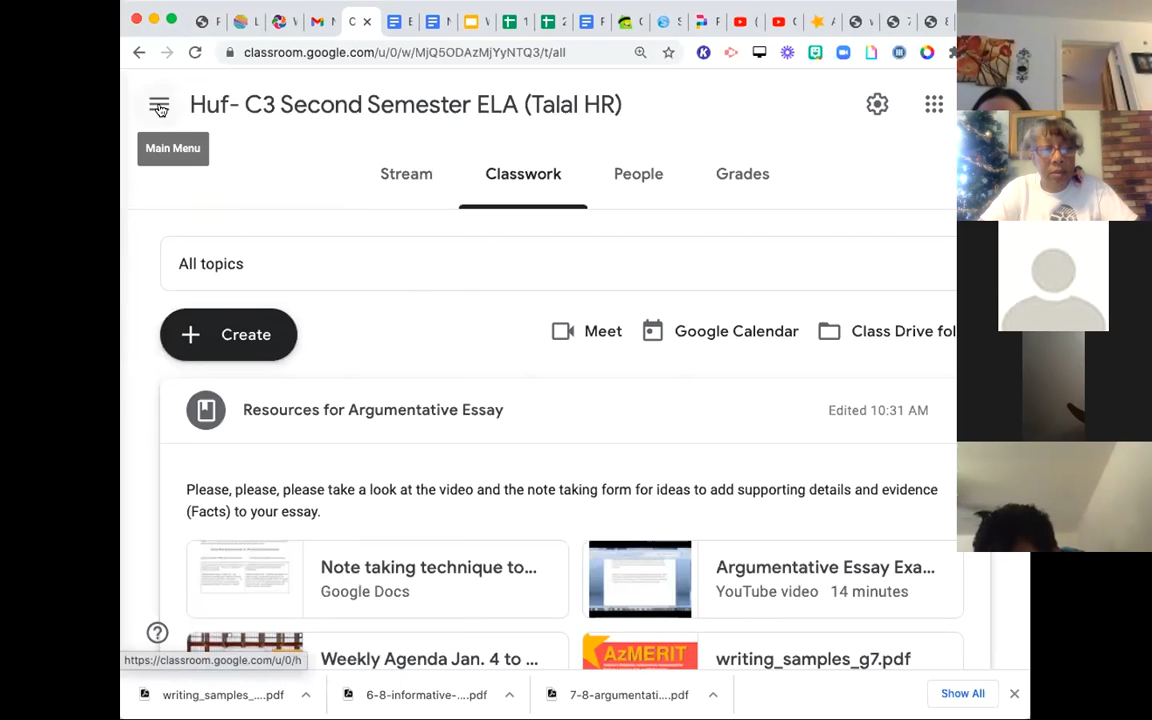 classroom.google.com/u/0/w/MjQ5ODAzMjYyNTQ3/t/all
Huf- C3 Second Semester ELA (Talal HR)
Main Menu
Stream
Classwork
People
Grades
All topics
Create
Meet
Google Calendar
Class Drive fol
Resources for Argumentative Essay
Edited 10:31 AM
Please, please, please take a look at the video and the note taking form for ideas to add supporting details and evidence
(Facts) to your essay.
Note taking technique to...
Google Docs
Argumentative Essay Exa...
YouTube video 14 minutes
https://classroom.google.com/u/0/h
Weekly Agenda Jan. 4 to ...
AzMERIT
writing_samples_g7.pdf
writing_samples_....pdf
6-8-informative-....pdf
7-8-argumentati....pdf
Show All